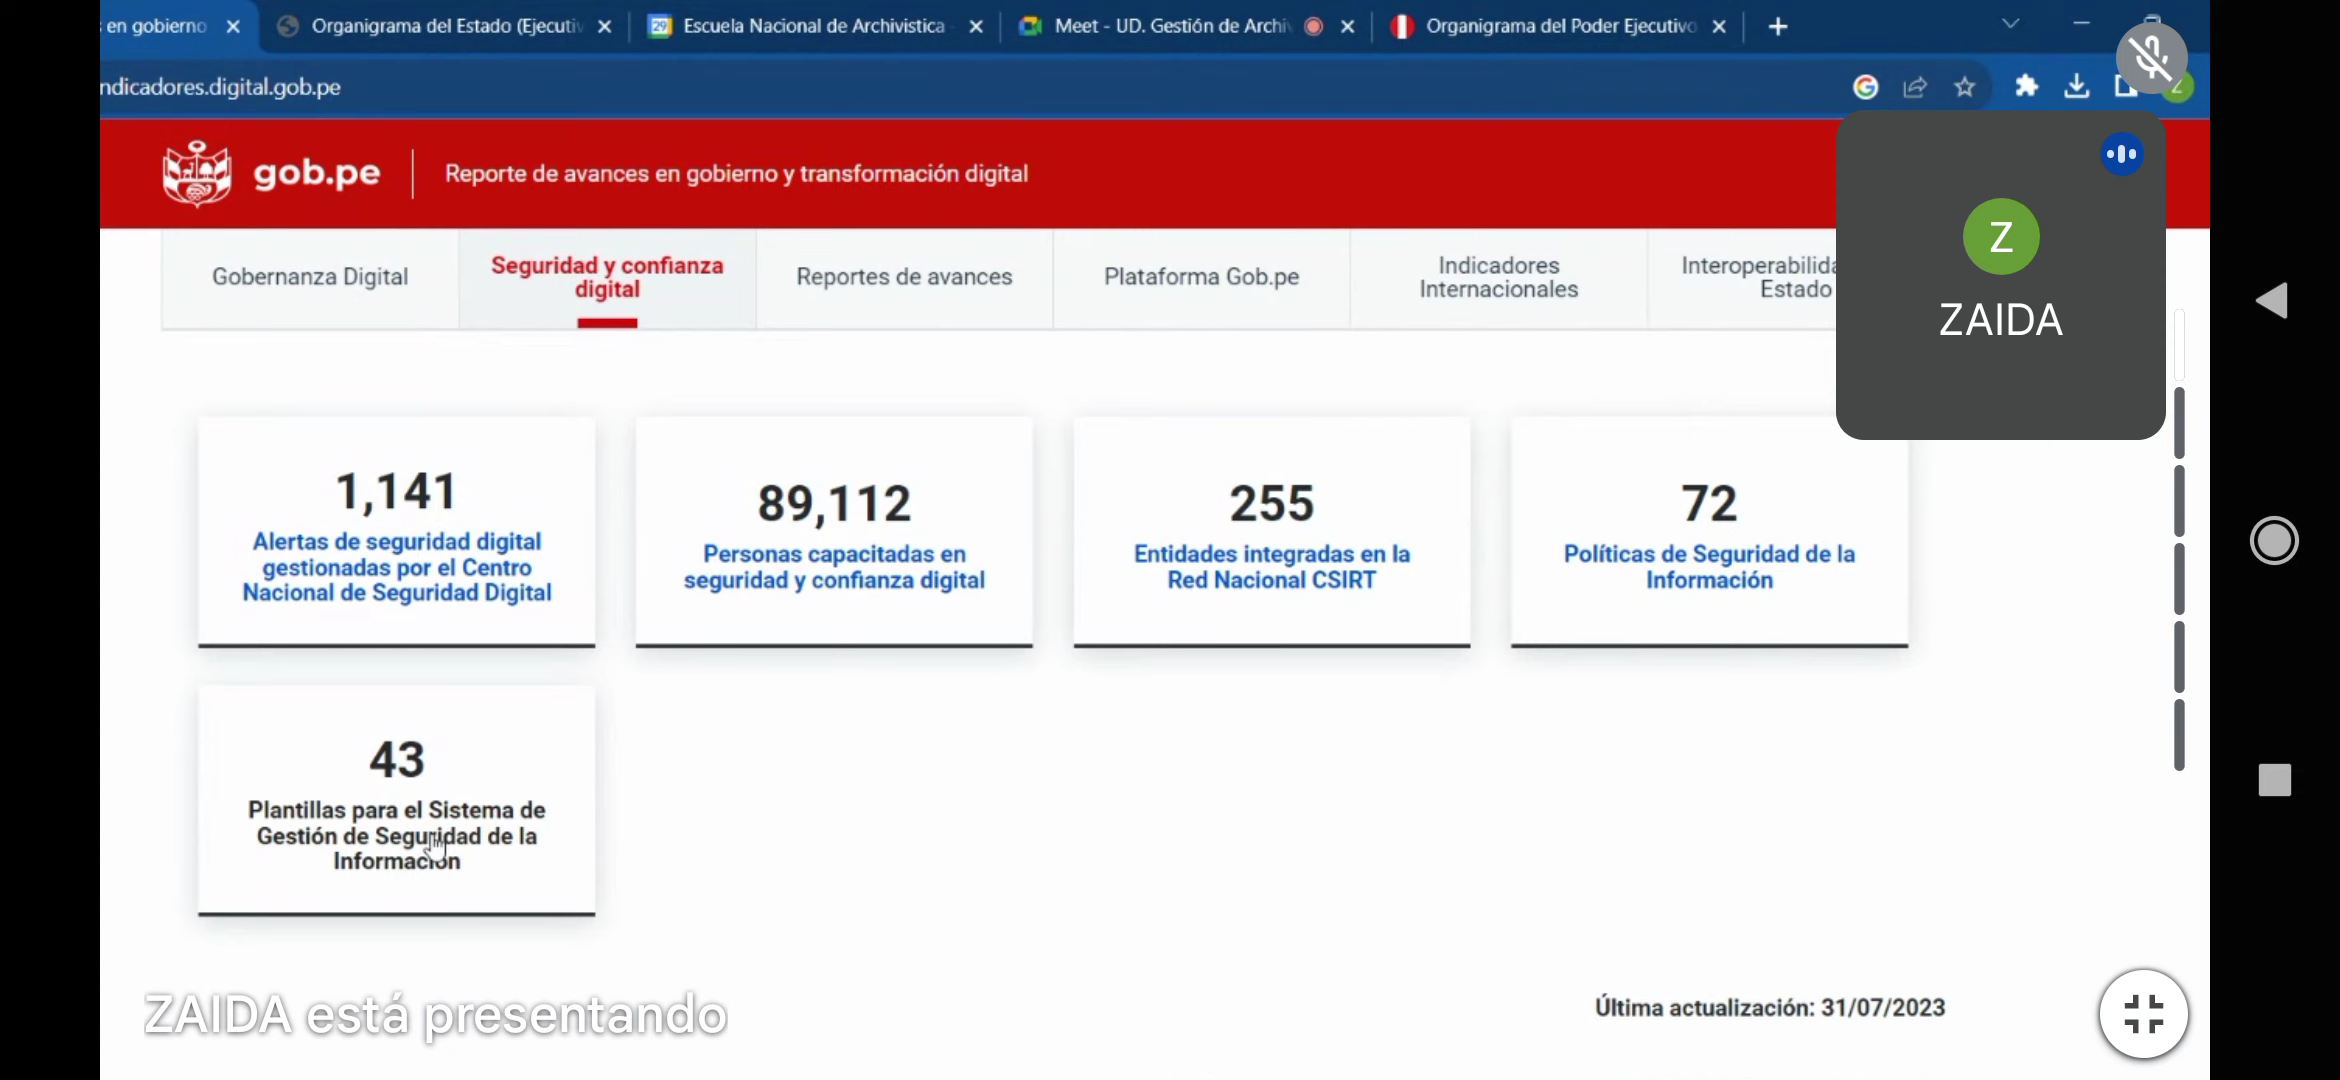 en gobierno
Organigrama del Estado (Ejecutiv
29
Escuela Nacional de Archivistica
Meet - UD. Gestión de Archiv
Organigrama del Poder Ejecutivo
ndicadores.digital.gob.pe
gob.pe
Reporte de avances en gobierno y transformación digital
Gobernanza Digital
Seguridad y confianza
digital
Reportes de avances
Plataforma Gob.pe
Indicadores
Internacionales
Interoperabilida
Estado
Z
ZAIDA
1,141
Alertas de seguridad digital
gestionadas por el Centro
Nacional de Seguridad Digital
89,112
Personas capacitadas en
seguridad y confianza digital
255
Entidades integradas en la
Red Nacional CSIRT
72
Políticas de Seguridad de la
Información
43
Plantillas para el Sistema de
Gestión de Seguridad de la
Información
ZAIDA está presentando
Última actualización: 31/07/2023